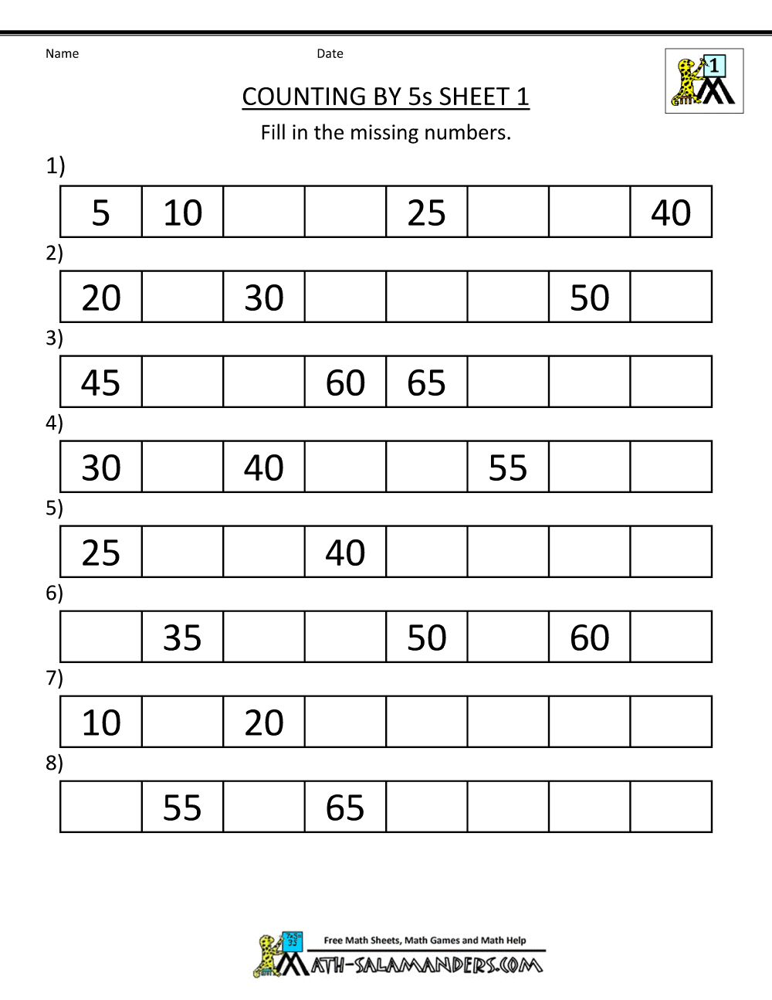 Name Date
1
COUNTING BY 5s SHEET 1
Fill in the missing numbers.
1)
5 10 25 40
2)
20 30 50
3)
45 60 65
4)
30 40 55
5)
25 40
6)
35 50 60
7)
10 20
8)
55 65
7x5=
35
Free Math Sheets, Math Games and Math Help
MATH-SALAMANDERS.COM